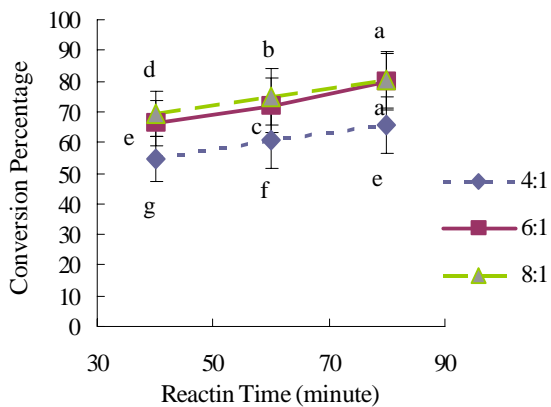 100
90
80
70
60
50
40
30
20
10
0
Conversion Percentage
a
b
d
a
c
e
g
f
e
30 50 70 90
Reactin Time (minute)
4:1
6:1
8:1